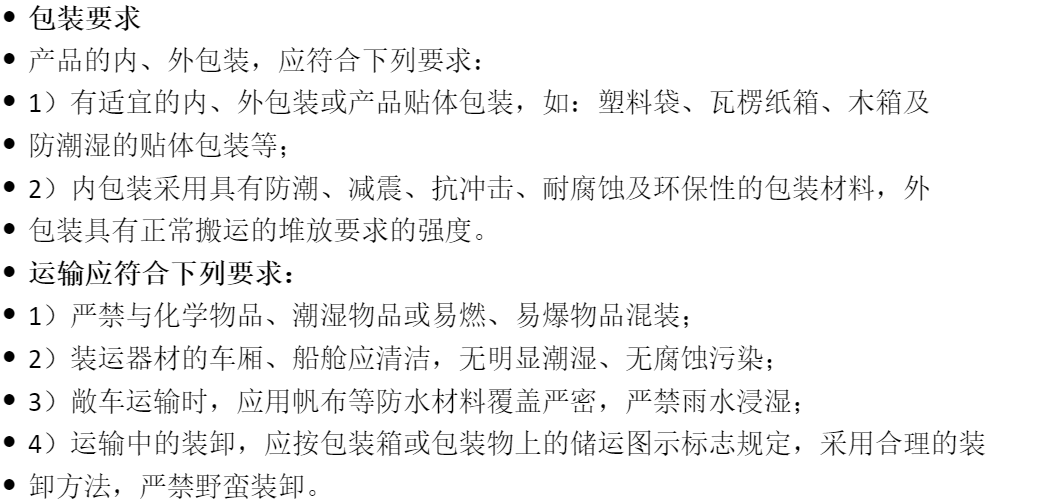 • 包装要求
• 产品的内、外包装，应符合下列要求：
• 1）有适宜的内、外包装或产品贴体包装，如：塑料袋、瓦楞纸箱、木箱及
• 防潮湿的贴体包装等；
• 2）内包装采用具有防潮、减震、抗冲击、耐腐蚀及环保性的包装材料，外
• 包装具有正常搬运的堆放要求的强度。
• 运输应符合下列要求：
• 1）严禁与化学物品、潮湿物品或易燃、易爆物品混装；
• 2）装运器材的车厢、船舱应清洁，无明显潮湿、无腐蚀污染；
• 3）敞车运输时，应用帆布等防水材料覆盖严密，严禁雨水浸湿；
• 4）运输中的装卸，应按包装箱或包装物上的储运图示标志规定，采用合理的装
• 卸方法，严禁野蛮装卸。